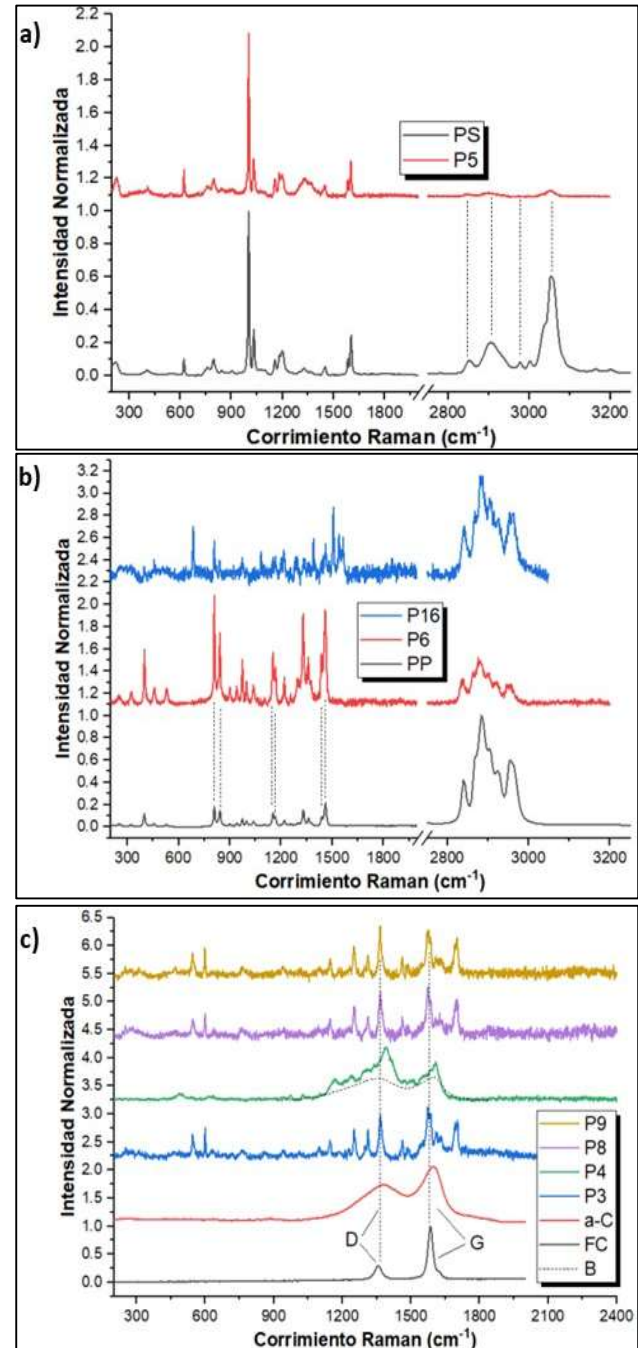 a)
2.2
2.0
1.8
1.6
1.4
1.2
1.0
0.8
0.6
0.4
0.2
0.0
Intensidad Normalizada
PS
P5
300 600 900 1200 1500 1800 2800 3000 3200
Corrimiento Raman (cm⁻¹)
b)
3.2
3.0
2.8
2.6
2.4
2.2
2.0
1.8
1.6
1.4
1.2
1.0
0.8
0.6
0.4
0.2
0.0
Intensidad Normalizada
P16
P6
PP
300 600 900 1200 1500 1800 2800 3000 3200
Corrimiento Raman (cm⁻¹)
c)
6.5
6.0
5.5
5.0
4.5
4.0
3.5
3.0
2.5
2.0
1.5
1.0
0.5
0.0
Intensidad Normalizada
D
G
P9
P8
P4
P3
a-C
FC
B
300 600 900 1200 1500 1800 2100 2400
Corrimiento Raman (cm⁻¹)